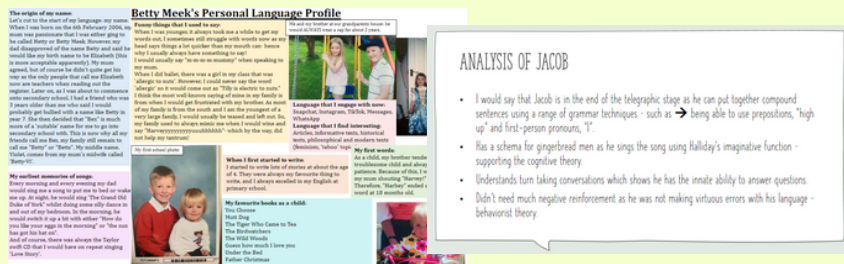 Betty Meek's Personal Language Profile
The origin of my name:
Let's start out of the start of my language: my name.
When I was born on the 6th February 2006, my
mum was passionate that I was either ging to
be called Hetty or Betty Meek. However, my
dad disapproved of the name Betty and said he
would like my birth name to be Elizabeth (this
is more acceptable apparently). My mum
agreed, but of course he didn't quite get his
way as the only people that call me Elizabeth
now are teachers when reading out the
register. Later on, as I was about to commence
onto secondary school, I had a friend who was
3 years older than me who said I would
probably get bullied with a name like Betty in
year 7. She then decided that "Bee" is much
more of a 'suitable' name for me to go into
secondary school with. This is now why all my
friends call me Bee, my family still refer to
call me "Betty" or "Betts". My middle name,
Violet, comes from my mum's midwife called
My earliest memories of songs:
Every morning and every evening my dad
would sing me a song to put me to bed or wake
me up. At night, he would sing 'The Grand Old
Duke of York' whilst doing some silly dance in
and out of my bedroom. In the morning, he
would switch it up a bit with either "How do
you like your eggs in the morning" or "the sun
has got his hat on".
And of course, there was always the Taylor
swift CD that I would have on repeat singing
'Love Story'.
Funny things that I used to say:
When I was younger, it always took me a while to get my
words out, I sometimes still struggle with words now as my
head says things a lot quicker than my mouth can- hence
why I usually always have something to say!
I would usually say "m-m-m-m-mummy" when speaking to
my mum.
When I did ballet, there was a girl in my class that was
'allergic to nuts'. However, I could never say the word
'allergic' so it would come out as "Tilly is electric to nuts."
I think the most well-known saying of mine in my family is
from when I would get frustrated with my brother. As most
of my family is from the south and I am the youngest of a
very large family, I would usually be teased and left out. So,
my family used to always mimic me when I would whine and
say
which- by the way, did
not help my tantrum!
My first school photo
When I first started to write:
I started to write lots of stories at about the age
of 4. They were always my favourite thing to
write, and I always excelled in my English at
primary school.
My favourite books as a child:
You Choose
Mutt Dog
The Tiger Who Came to Tea
The Birdwatchers
The Wild Woods
Guess how much I love you
Under the Bed
Father Christmas
Me and my brother at our grandparents house- he
would ALWAYS wear a cap for about 2 years.
Language that I engage with now:
Snapchat, Instagram, TikTok, Messages,
WhatsApp
Language that I find interesting:
Articles, informative texts, historical
texts, philosophical and modern texts
(feminism, 'taboo' topi
My first words:
As a child, my brother tende
troublesome child and alway
patience. Because of this, I w
my mum shouting "Harvey!"
Therefore, "Harbey" ended
word at 10 months old.
ANALYSIS OF JACOB
• I would say that Jacob is in the end of the telegraphic stage as he can put together compound
sentences using a range of grammar techniques - such as → being able to use prepositions, "high
up" and first-person pronouns, "I".
• Has a schema for gingerbread men as he sings the song using Halliday's imaginative function -
supporting the cognitive theory.
• Understands turn taking conversations which shows he has the innate ability to answer questions.
• Didn't need much negative reinforcement as he was not making virtuous errors with his language -
behaviorist theory.